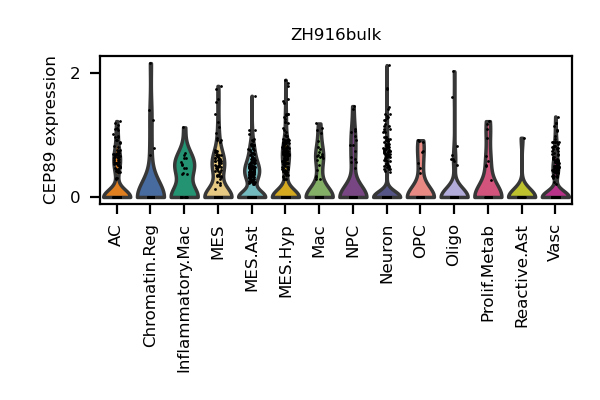 ZH916bulk
CEP89 expression
2
0
AC
Chromatin.Reg
Inflammatory.Mac
MES
MES.Ast
MES.Hyp
Mac
NPC
Neuron
OPC
Oligo
Prolif.Metab
Reactive.Ast
Vasc